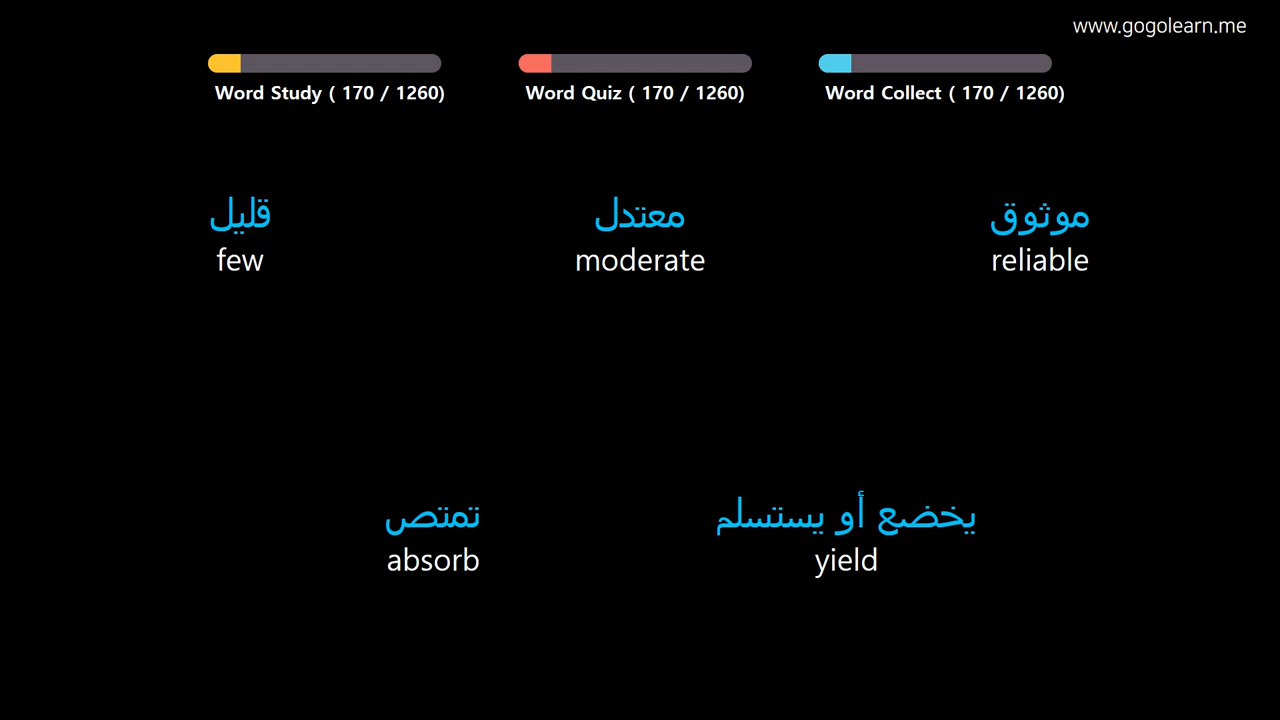 www.gogolearn.me
Word Study ( 170 / 1260)
Word Quiz ( 170 / 1260)
Word Collect ( 170 / 1260)
قليل
few
معتدل
moderate
موثوق
reliable
تمتص
absorb
يخضع أو يستسلم
yield